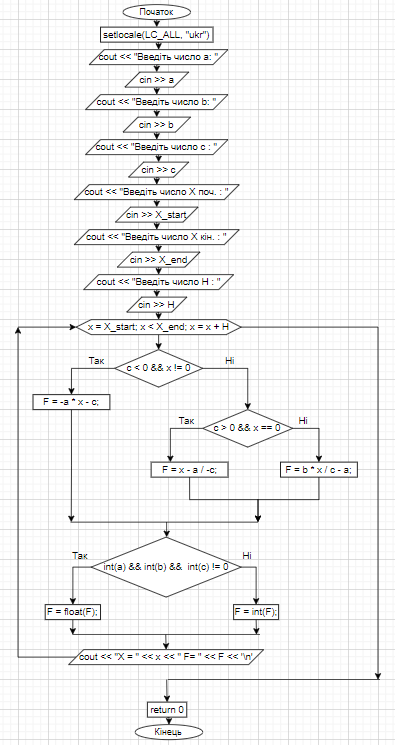 Початок
setlocale(LC_ALL, "ukr")
cout << "Введіть число a: "
cin >> a
cout << "Введіть число b: "
cin >> b
cout << "Введіть число c : "
cin >> c
cout << "Введіть число X поч. : "
cin >> X_start
cout << "Введіть число X кін. : "
cin >> X_end
cout << "Введіть число H : "
cin >> H
x = X_start; x < X_end; x = x + H
Так
c < 0 && x != 0
Ні
F = -a * x - c;
Так
c > 0 && x == 0
Ні
F = x - a / -c;
F = b * x / c - a;
Так
int(a) && int(b) && int(c) != 0
Ні
F = float(F);
F = int(F);
cout << "X = " << x << " F= " << F << "\n"
return 0
Кінець